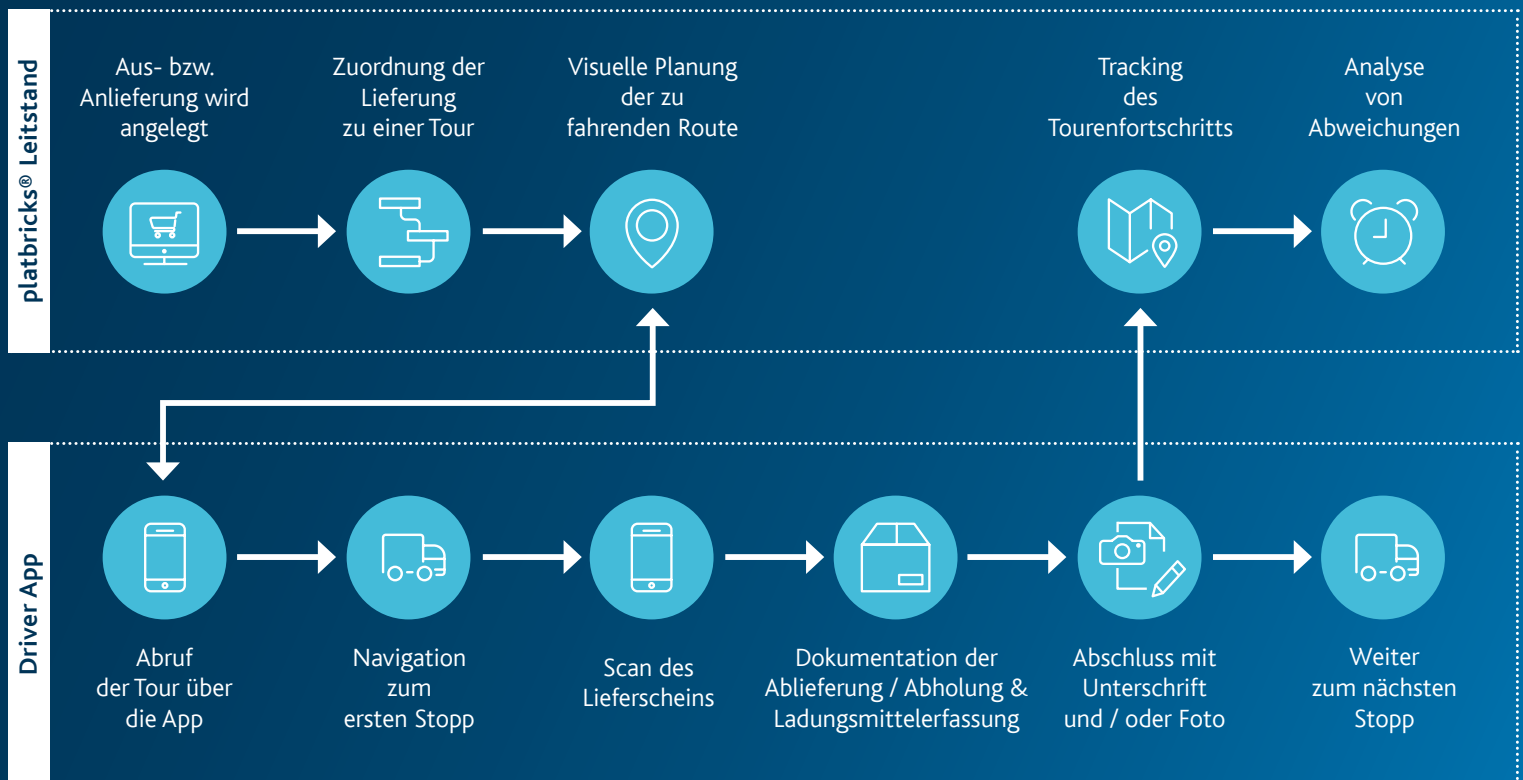 platbricks® Leitstand
Aus- bzw.
Anlieferung wird
angelegt
Zuordnung der
Lieferung
zu einer Tour
Visuelle Planung
der zu
fahrenden Route
Tracking
des
Tourenfortschritts
Analyse
von
Abweichungen
Driver App
Abruf
der Tour über
die App
Navigation
zum
ersten Stopp
Scan des
Lieferscheins
Dokumentation der
Ablieferung / Abholung &
Ladungsmittelerfassung
Abschluss mit
Unterschrift
und / oder Foto
Weiter
zum nächsten
Stopp